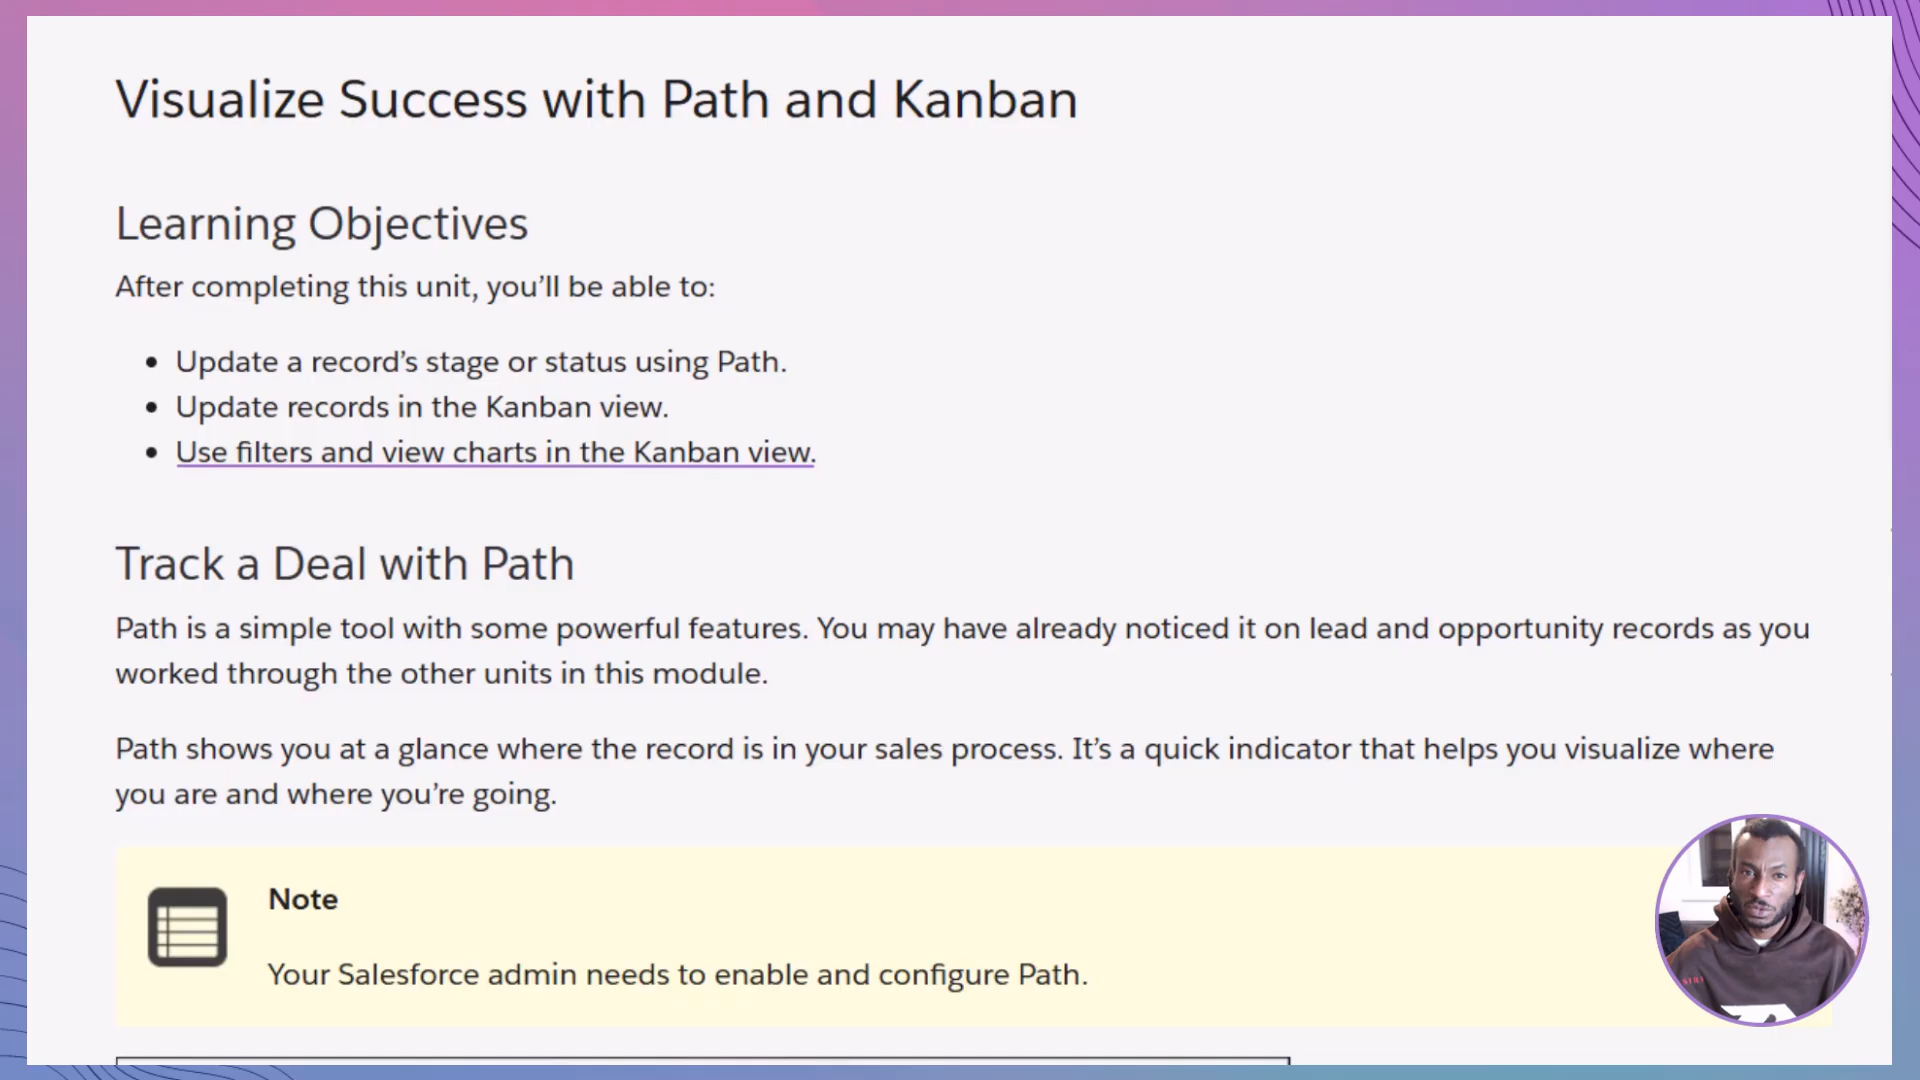 Visualize Success with Path and Kanban
Learning Objectives
After completing this unit, you’ll be able to:
Update a record’s stage or status using Path.
Update records in the Kanban view.
Use filters and view charts in the Kanban view.
Track a Deal with Path
Path is a simple tool with some powerful features. You may have already noticed it on lead and opportunity records as you
worked through the other units in this module.
Path shows you at a glance where the record is in your sales process. It’s a quick indicator that helps you visualize where
you are and where you’re going.
Note
Your Salesforce admin needs to enable and configure Path.